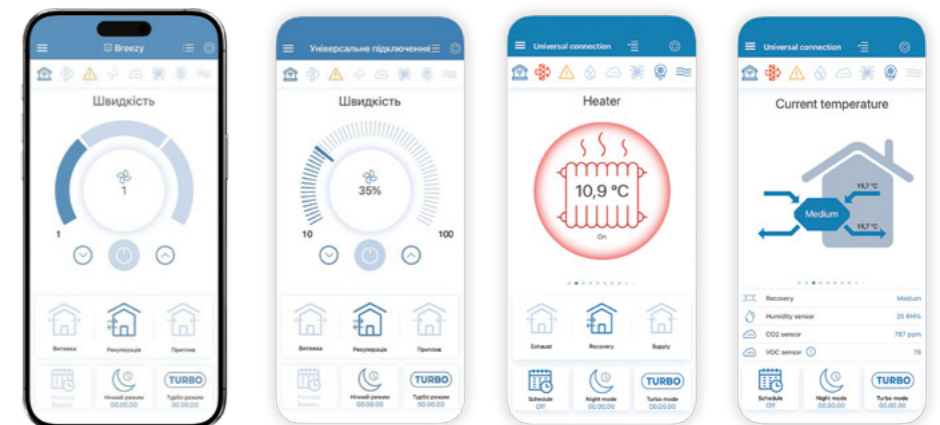 Breezy
Швидкість
1
1
Витяжка
Рекуперація
Приплив
Нічний режим
00:00:00
TURBO
Турбо режим
00:00:00
Універсальне підключення
Швидкість
35%
10
100
Витяжка
Рекуперація
Приплив
Нічний режим
00:00:00
TURBO
Турбо режим
00:00:00
Universal connection
Heater
10,9 °C
On
Exhaust
Recovery
Supply
Schedule
Off
Night mode
00:00:00
TURBO
Turbo mode
00:00:00
Universal connection
Current temperature
19,7 °C
Medium
19,7 °C
Recovery Medium
Humidity sensor 25 RH%
CO2 sensor 787 ppm
VOC sensor 78
Schedule
Off
Night mode
00:00:00
TURBO
Turbo mode
00:00:00